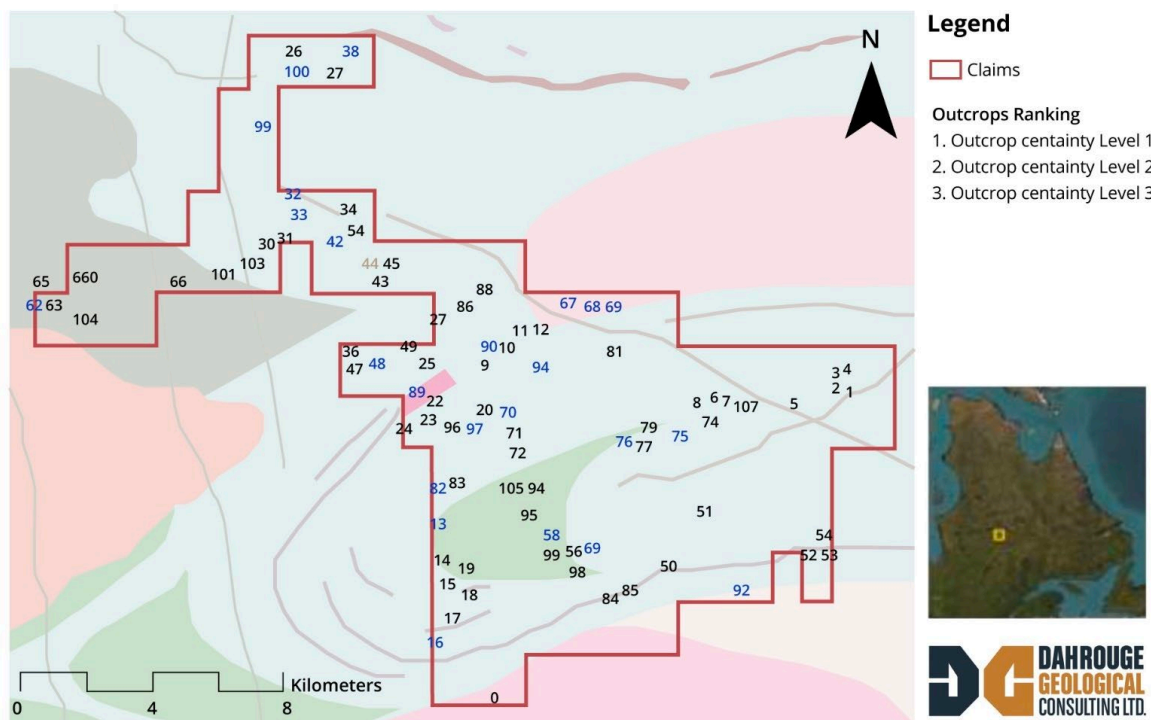 Legend
N
Claims
Outcrops Ranking
1. Outcrop centainty Level 1
2. Outcrop centainty Level 2
3. Outcrop centainty Level 3
26 38
100 27
99
32
33 34
54
30 31 42
103 44 45
65 660 66 101 43
62 63 88
104 86 67 68 69
27
11 12
36 49 90 10 81
47 48 25 9 94
3 4
89 2 1
22 20 70 8 6 7 107 5
24 23 96 97 71 79 74
76 77 75
72
82 83 105 94
13 95 51
58 54
14 19 99 56 69 52 53
15 98 50
18 84 85 92
17
16
Kilometers
0 4 8
0
DAHROUGE
GEOLOGICAL
CONSULTING LTD.